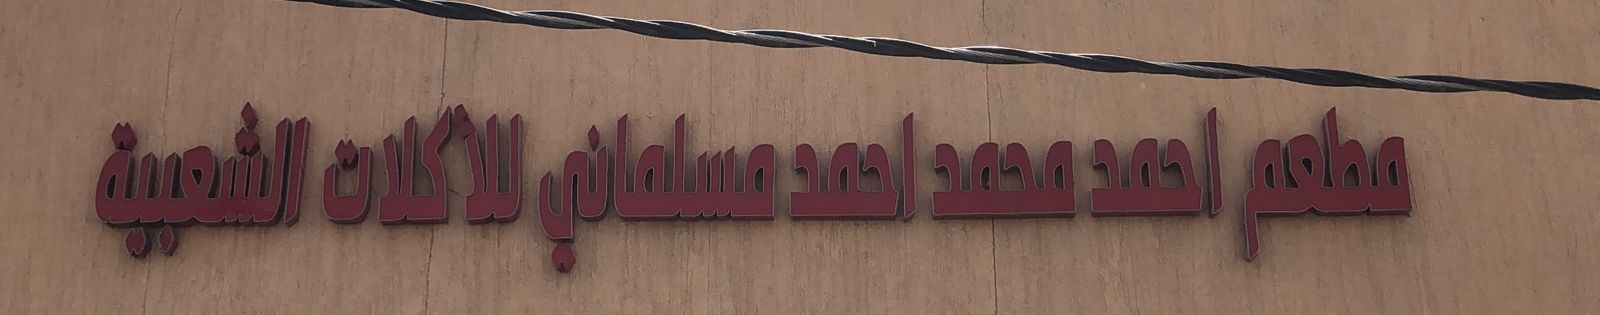 مطعم احمد محمد احمد مسلماني للأكلات الشعبية